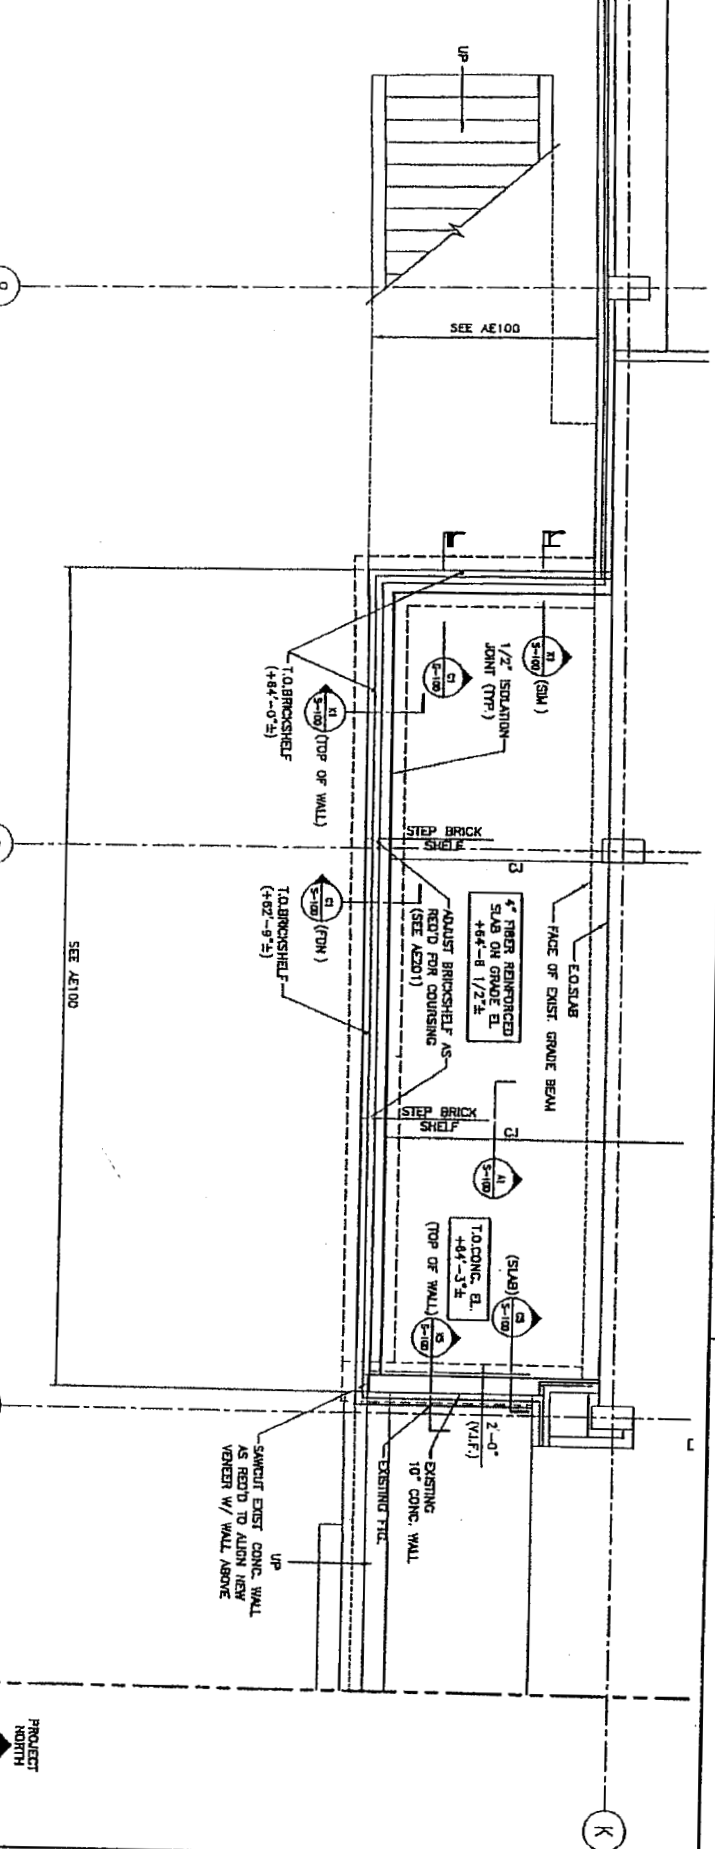 UP
SEE AE100
X1
S-100
(SIM)
1/2" ISOLATION
JOINT (TYP.)
C1
S-100
T.O.BRICKSHELF
(+64'-0"±)
X1
S-100
(TOP OF WALL)
STEP BRICK
SHELF
C1
S-100
(FDN)
T.O.BRICKSHELF
(+62'-9"±)
ADJUST BRICKSHELF AS
REQ'D FOR COURSING
(SEE AE201)
4" FIBER REINFORCED
SLAB ON GRADE EL
+64'-8 1/2"±
E.O.SLAB
FACE OF EXIST. GRADE BEAM
SEE AE100
STEP BRICK
SHELF
A1
S-100
T.O.CONC. EL.
+64'-3"±
(SLAB)
S-100
(TOP OF WALL)
S-100
2'-0"
(V.I.F.)
EXISTING
10" CONC. WALL
EXISTING FTG.
SAWCUT EXIST CONC. WALL
AS REQ'D TO ALIGN NEW
VENEER W/ WALL ABOVE
UP
PROJECT
NORTH
K